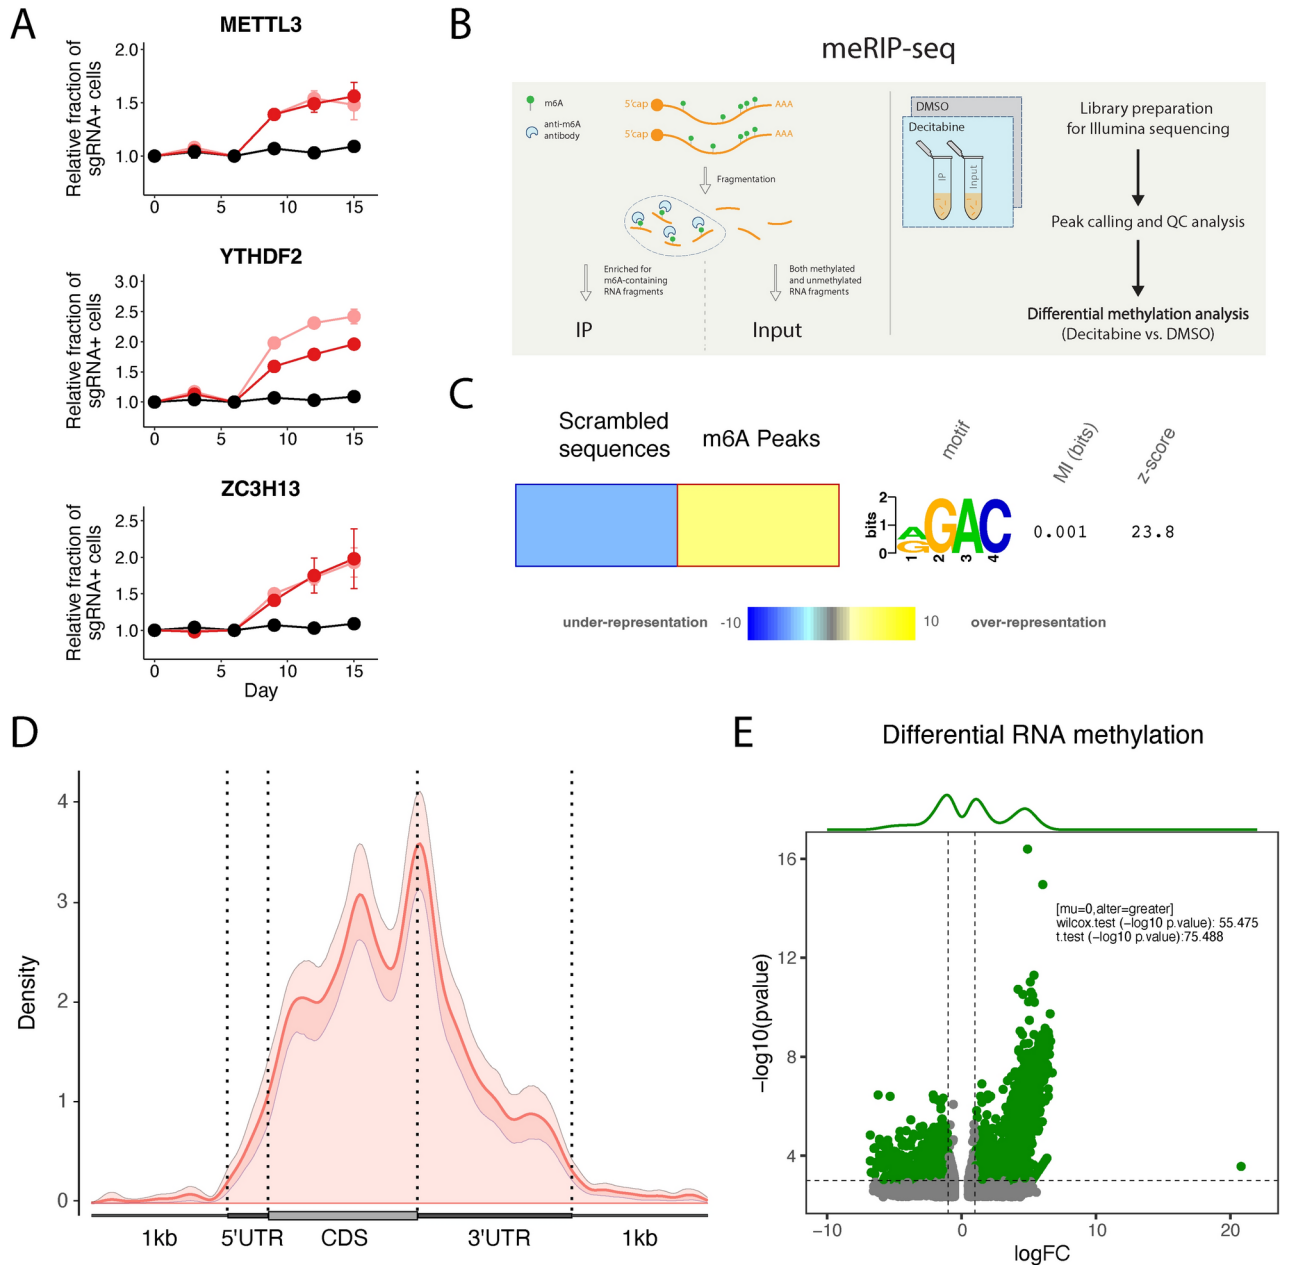 A
METTL3
Relative fraction of
sgRNA+ cells
2.0
1.5
1.0
0 5 10 15
YTHDF2
Relative fraction of
sgRNA+ cells
3.0
2.5
2.0
1.5
1.0
0 5 10 15
ZC3H13
Relative fraction of
sgRNA+ cells
2.5
2.0
1.5
1.0
0 5 10 15
Day
B
meRIP-seq
m6A
anti-m6A
antibody
5'cap AAA
5'cap AAA
Fragmentation
Enriched for
m6A-containing
RNA fragments
Both methylated
and unmethylated
RNA fragments
IP
Input
DMSO
Decitabine
IP
Input
Library preparation
for Illumina sequencing
Peak calling and QC analysis
Differential methylation analysis
(Decitabine vs. DMSO)
C
Scrambled
sequences
m6A Peaks
motif
MI (bits)
z-score
bits
2
1
0
A
G
GAC
1 2 3 4
0.001
23.8
under-representation -10 10 over-representation
D
Density
4
3
2
1
0
1kb 5'UTR CDS 3'UTR 1kb
E
Differential RNA methylation
[mu=0,alter=greater]
wilcox.test (−log10 p.value): 55.475
t.test (−log10 p.value):75.488
−log10(pvalue)
16
12
8
4
−10 0 10 20
logFC